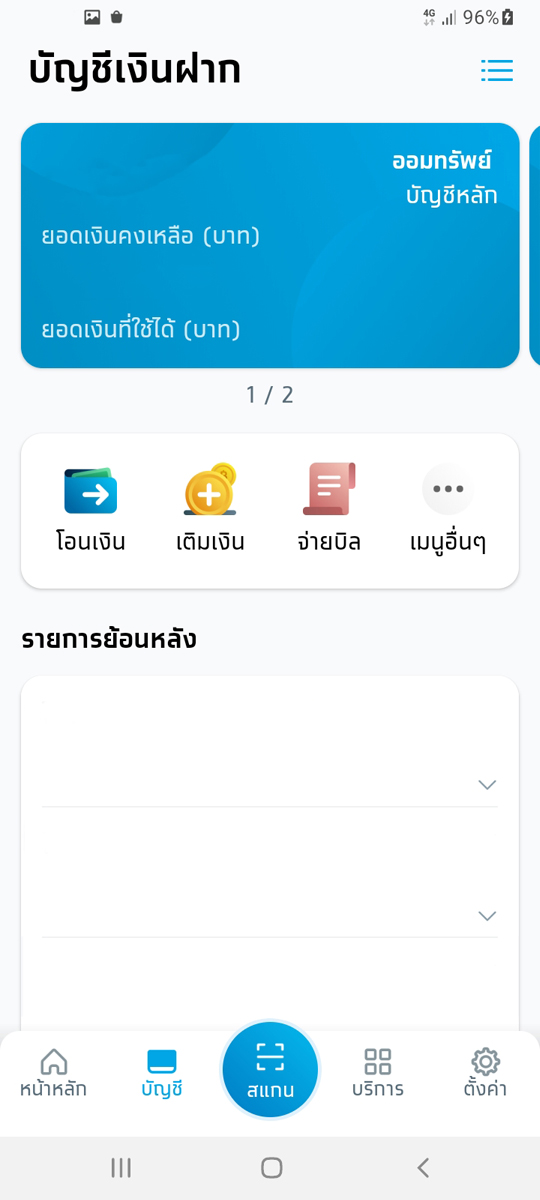 4G 96%
บัญชีเงินฝาก
ออมทรัพย์
บัญชีหลัก
ยอดเงินคงเหลือ (บาท)
ยอดเงินที่ใช้ได้ (บาท)
1 / 2
โอนเงิน เติมเงิน จ่ายบิล เมนูอื่นๆ
รายการย้อนหลัง
หน้าหลัก บัญชี สแกน บริการ ตั้งค่า